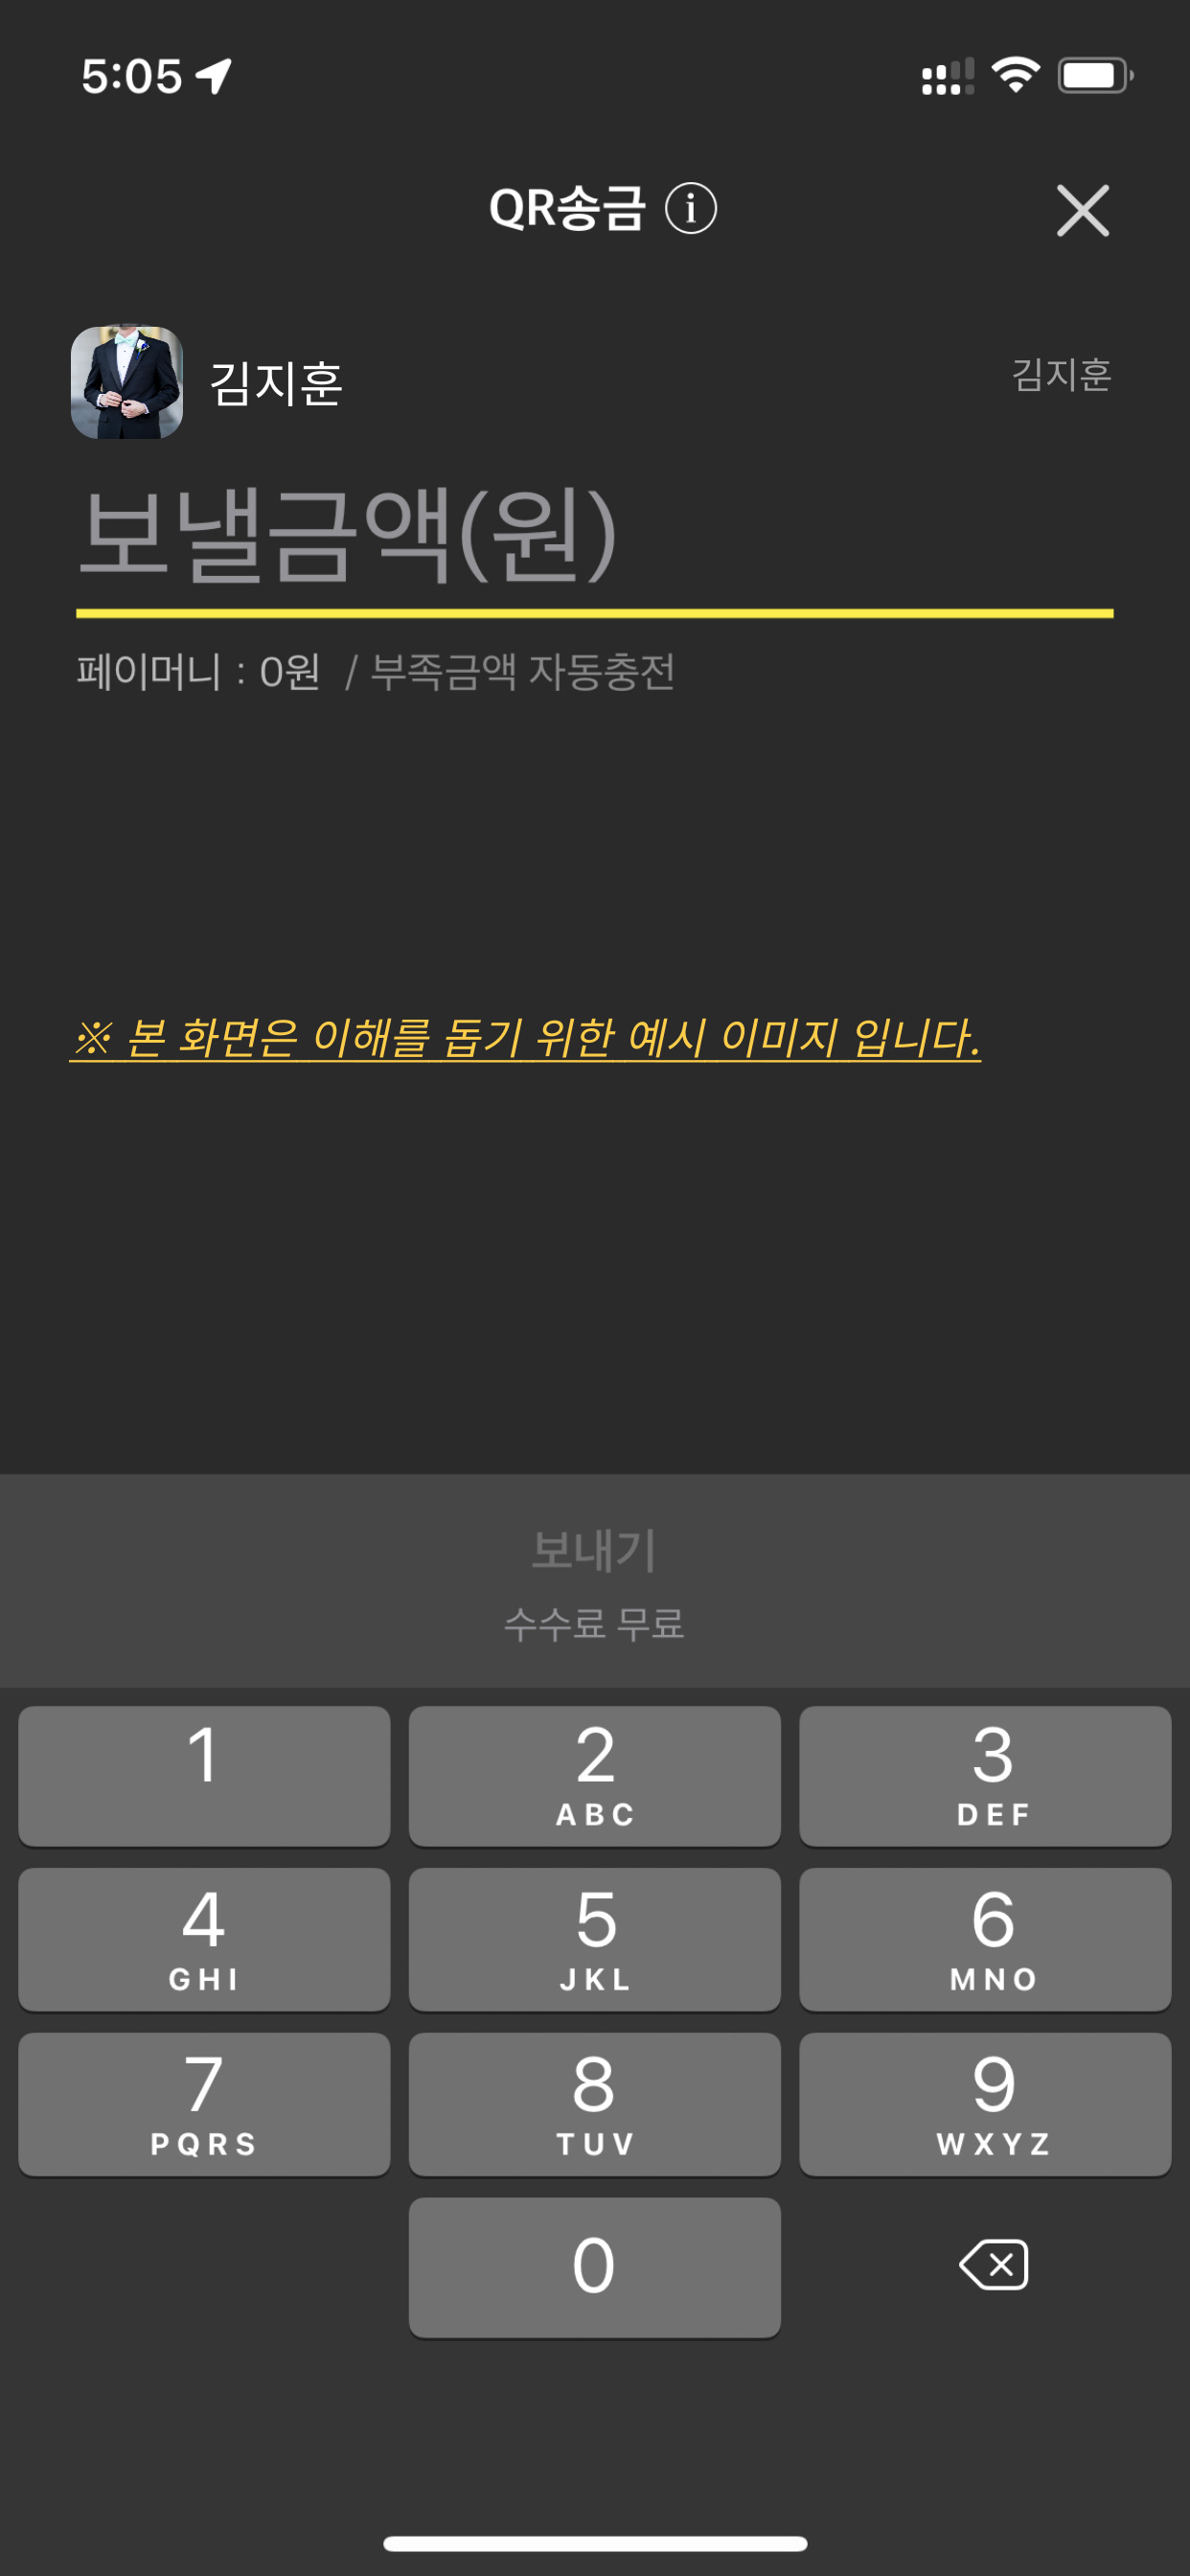 5:05
QR송금 i
김지훈 김지훈
보낼금액(원)
페이머니 : 0원 / 부족금액 자동충전
※ 본 화면은 이해를 돕기 위한 예시 이미지 입니다.
보내기
수수료 무료
1 2 3
ABC DEF
4 5 6
GHI JKL MNO
7 8 9
PQRS TUV WXYZ
0